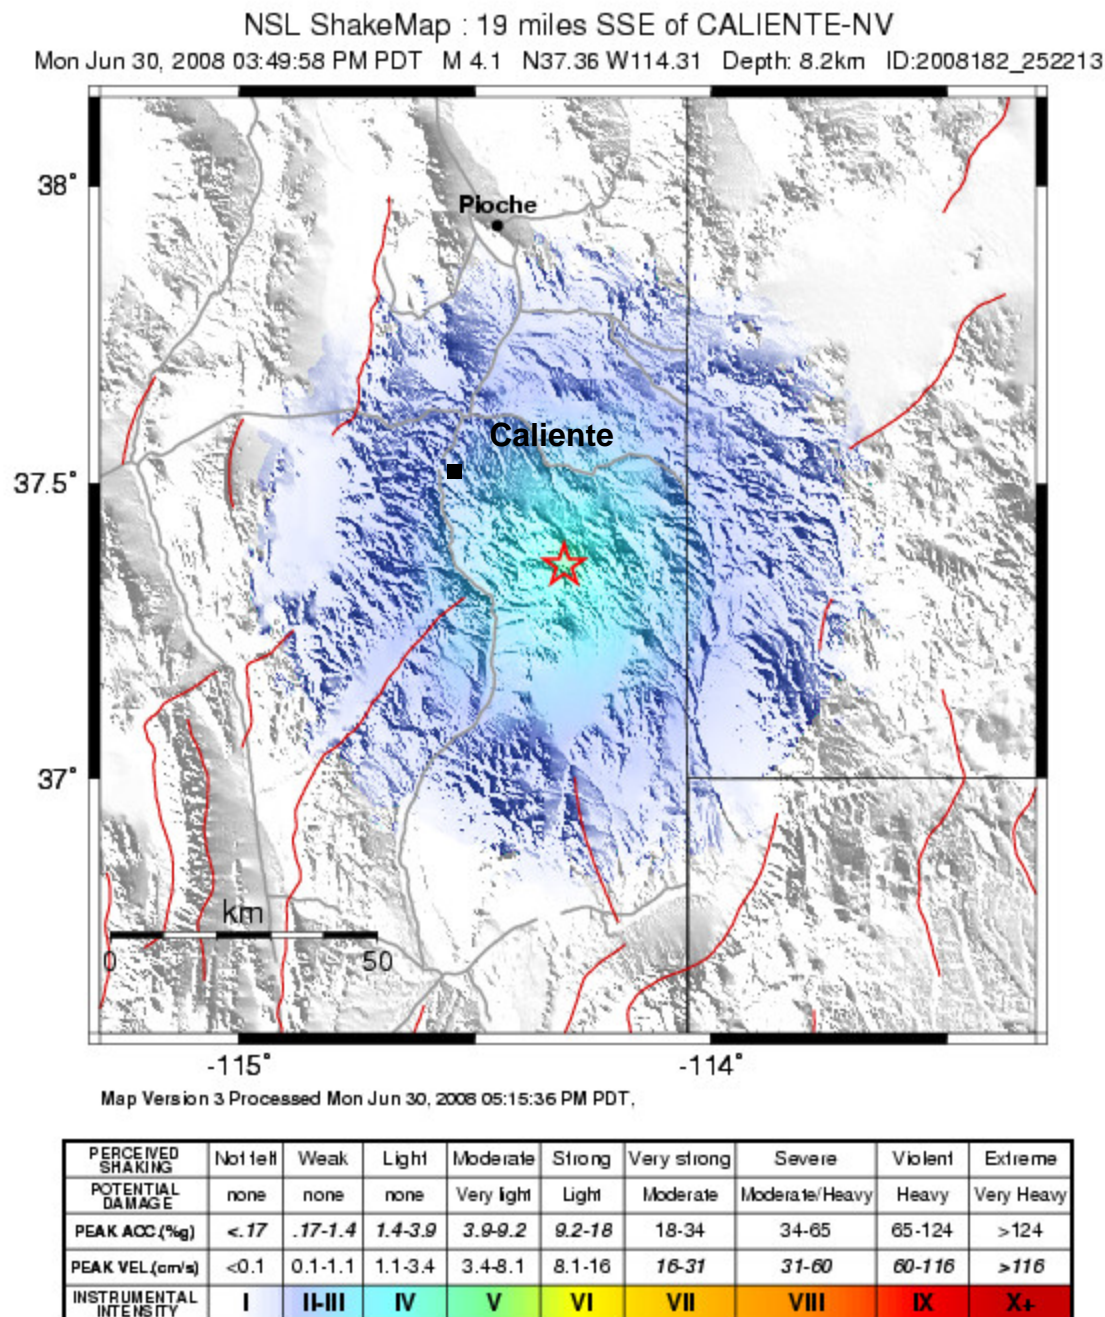 NSL ShakeMap : 19 miles SSE of CALIENTE-NV
Mon Jun 30, 2008 03:49:58 PM PDT M 4.1 N37.36 W114.31 Depth: 8.2km ID:2008182_252213
38°
Pioche
Caliente
37.5°
37°
km
0 50
-115° -114°
Map Version 3 Processed Mon Jun 30, 2008 05:15:36 PM PDT,
PERCEIVED SHAKING Not felt Weak Light Moderate Strong Very strong Severe Violent Extreme
POTENTIAL DAMAGE none none none Very light Light Moderate Moderate/Heavy Heavy Very Heavy
PEAK ACC.(%g) <.17 .17-1.4 1.4-3.9 3.9-9.2 9.2-18 18-34 34-65 65-124 >124
PEAK VEL.(cm/s) <0.1 0.1-1.1 1.1-3.4 3.4-8.1 8.1-16 16-31 31-60 60-116 >116
INSTRUMENTAL INTENSITY I II-III IV V VI VII VIII IX X+